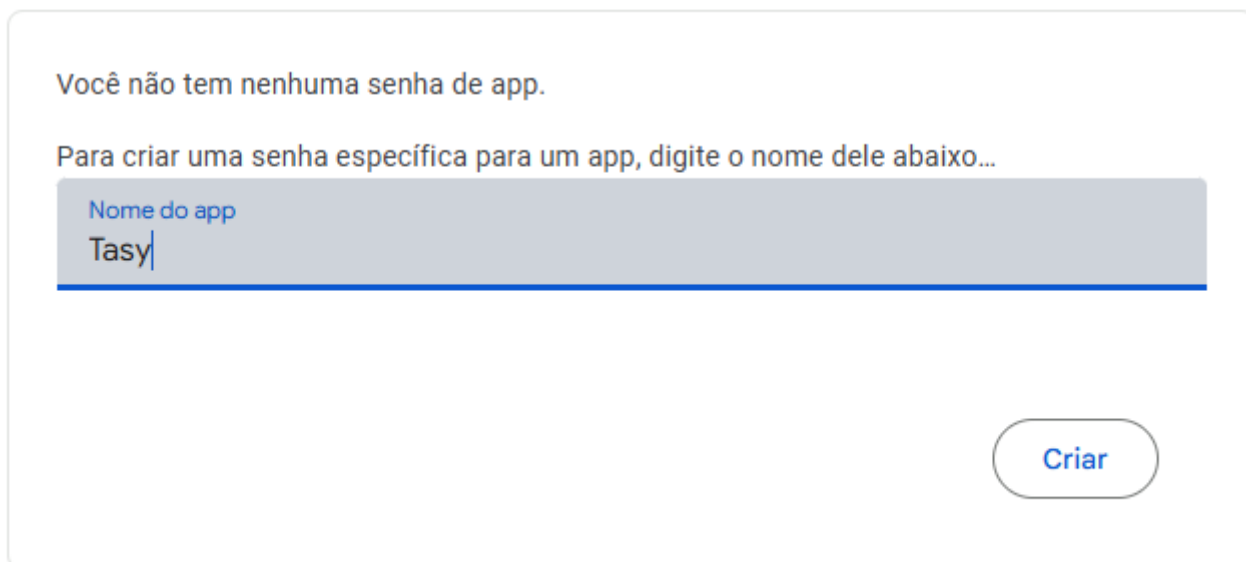 Você não tem nenhuma senha de app.
Para criar uma senha específica para um app, digite o nome dele abaixo…
Nome do app
Tasy
Criar